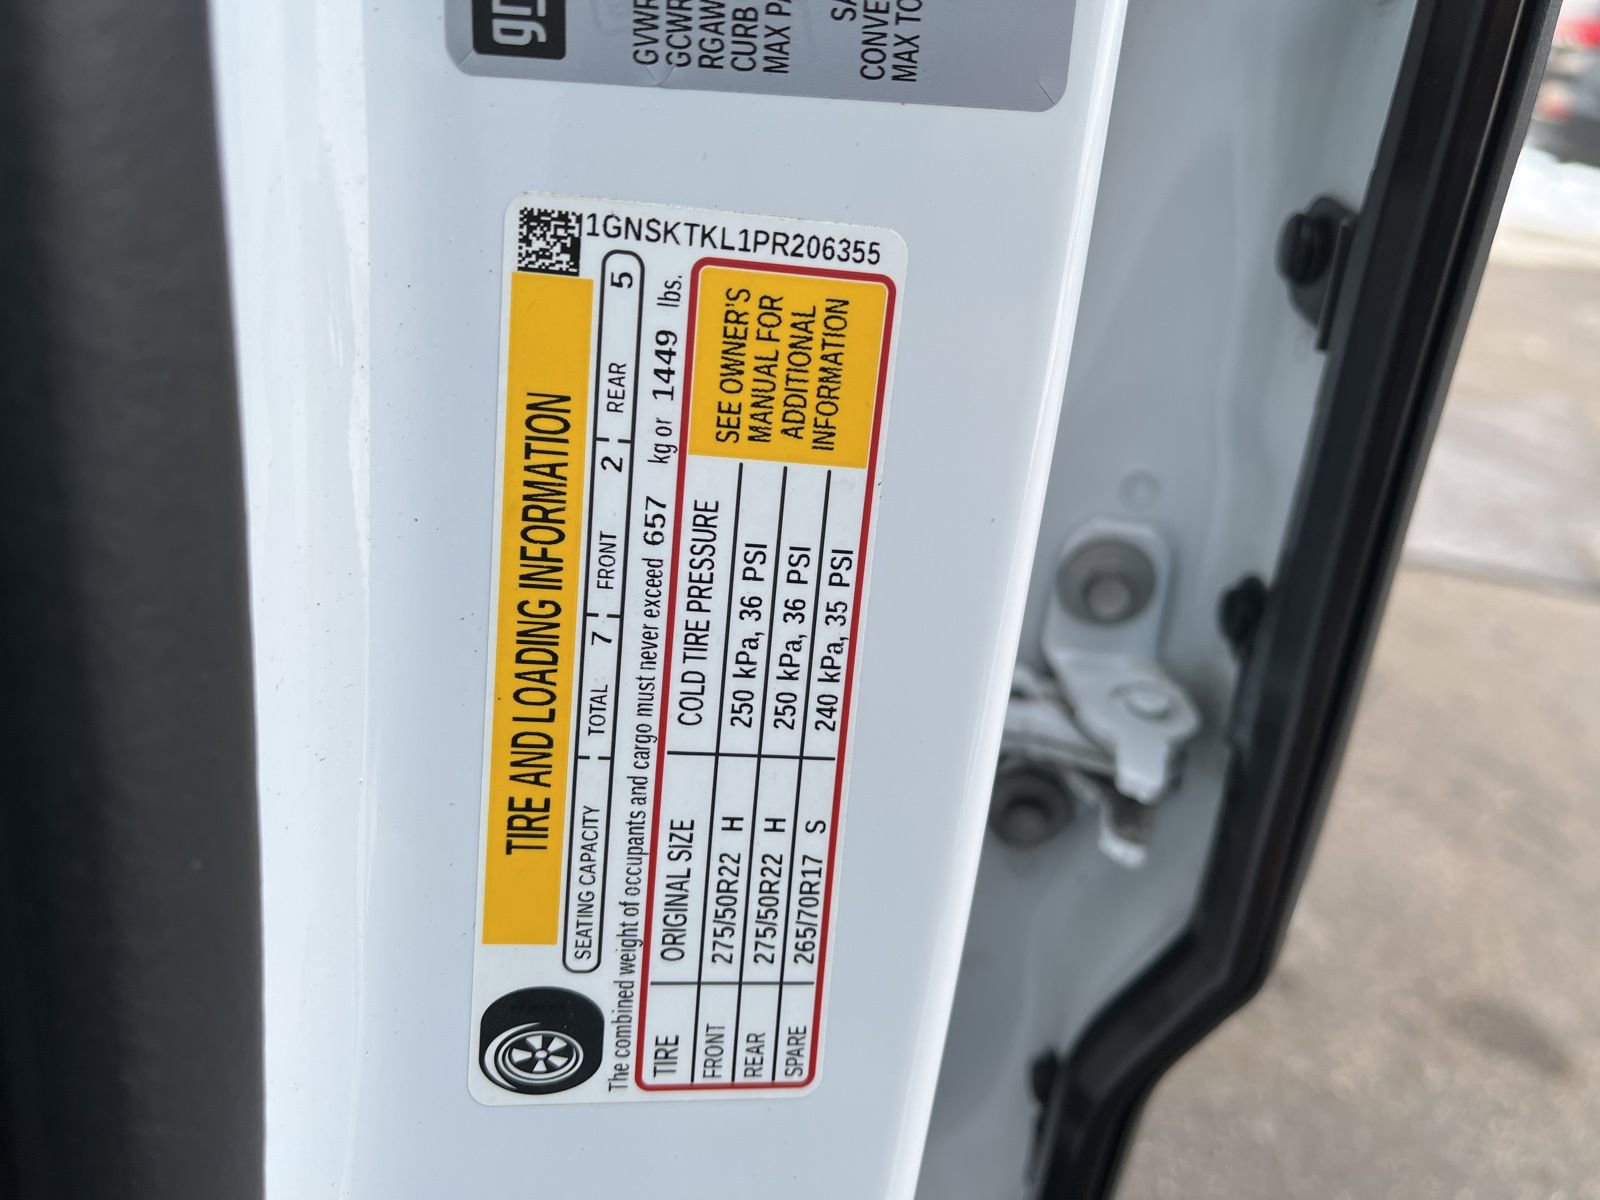 gm
GVWR
GCWR
RGAW
CURB
MAX PA
SA
CONVE
MAX TO
1GNSKTKL1PR206355
TIRE AND LOADING INFORMATION
SEATING CAPACITY TOTAL 7 FRONT 2 REAR 5
The combined weight of occupants and cargo must never exceed 657 kg or 1449 lbs.
TIRE ORIGINAL SIZE COLD TIRE PRESSURE
FRONT 275/50R22 H 250 kPa, 36 PSI
REAR 275/50R22 H 250 kPa, 36 PSI
SPARE 265/70R17 S 240 kPa, 35 PSI
SEE OWNER'S
MANUAL FOR
ADDITIONAL
INFORMATION